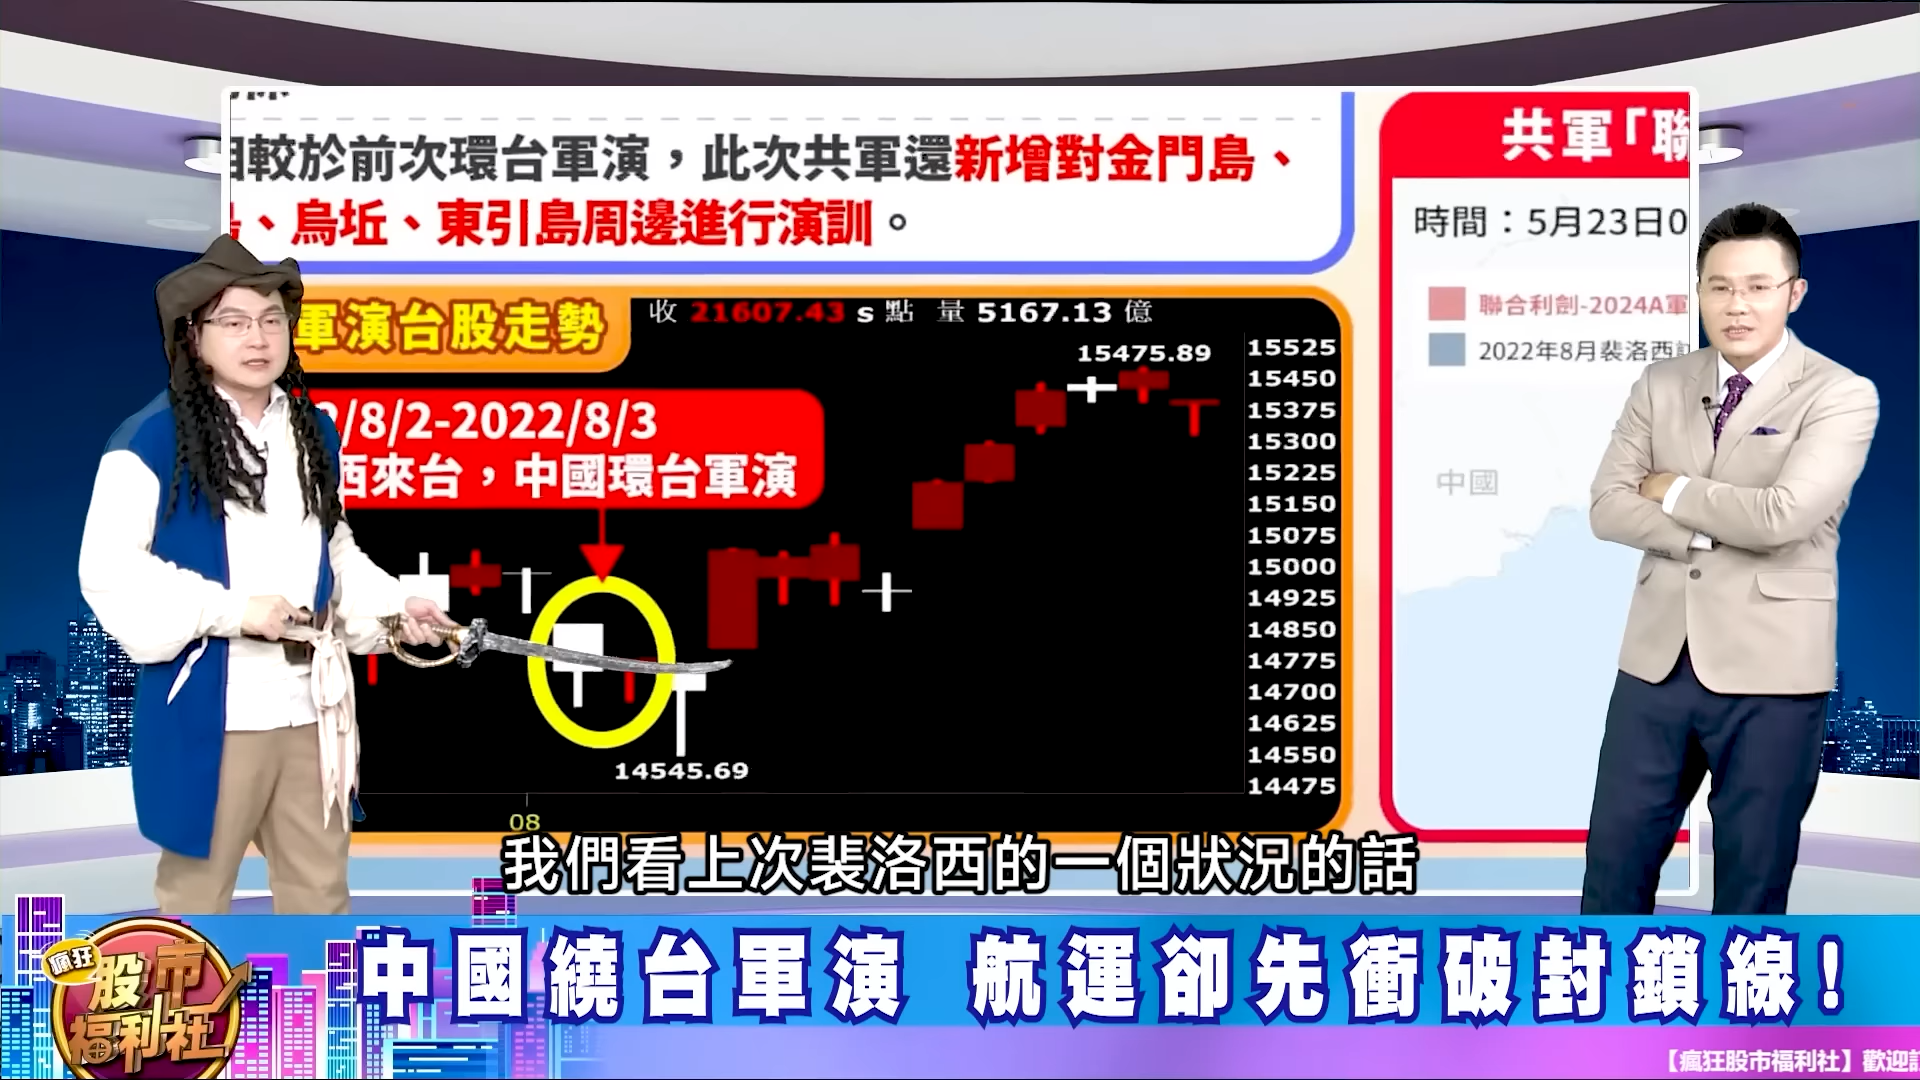 相較於前次環台軍演，此次共軍還新增對金門島、
、烏坵、東引島周邊進行演訓。
共軍「聯
時間：5月23日0
聯合利劍-2024A軍
2022年8月裴洛西訪
中國
軍演台股走勢
收 21607.43 s 點 量 5167.13 億
2/8/2-2022/8/3
西來台，中國環台軍演
15475.89
14545.69
15525
15450
15375
15300
15225
15150
15075
15000
14925
14850
14775
14700
14625
14550
14475
08
我們看上次裴洛西的一個狀況的話
中國繞台軍演 航運卻先衝破封鎖線！
瘋狂
股市
福利社
【瘋狂股市福利社】歡迎訂